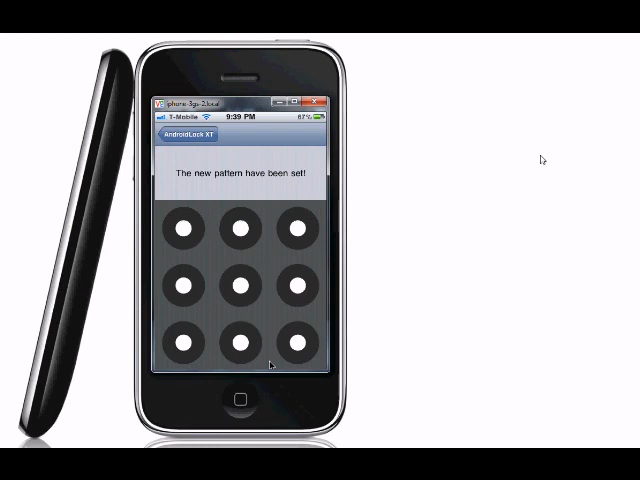 iphone-3gs-2.local
T-Mobile 9:39 PM 67%
AndroidLock XT
The new pattern have been set!